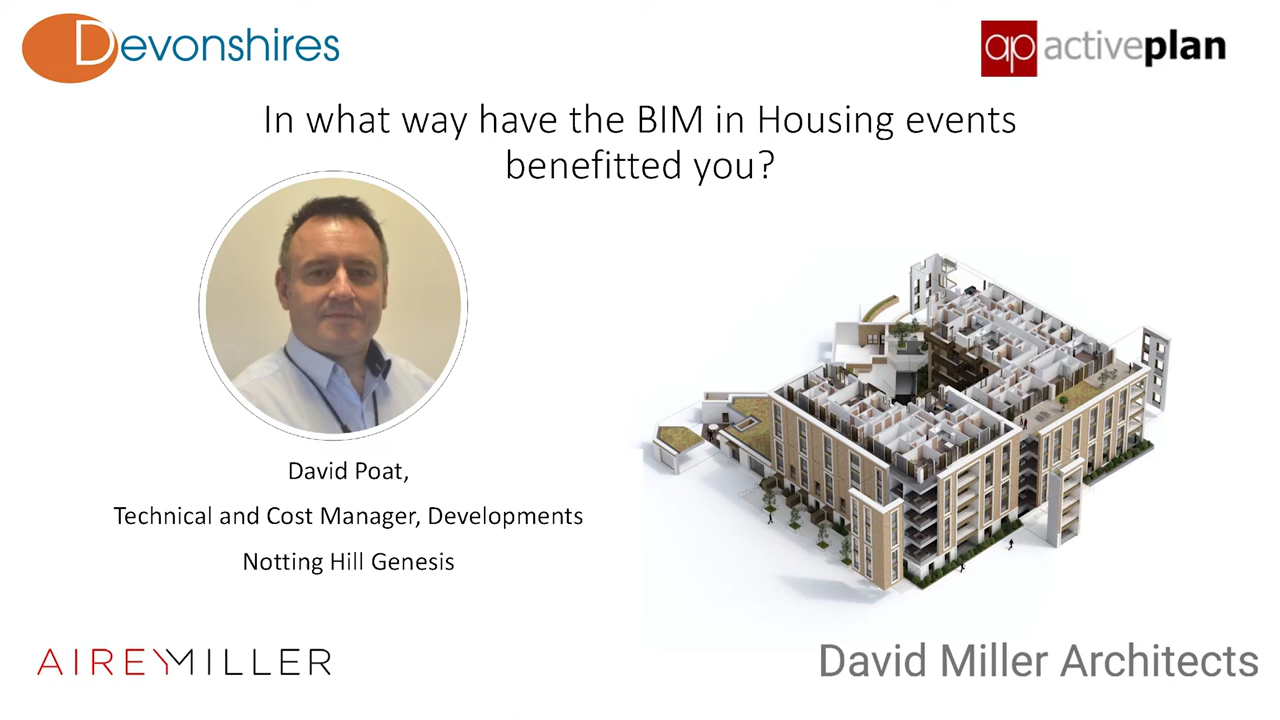 Devonshires
ap activeplan
In what way have the BIM in Housing events
benefitted you?
David Poat,
Technical and Cost Manager, Developments
Notting Hill Genesis
AIREYMILLER
David Miller Architects